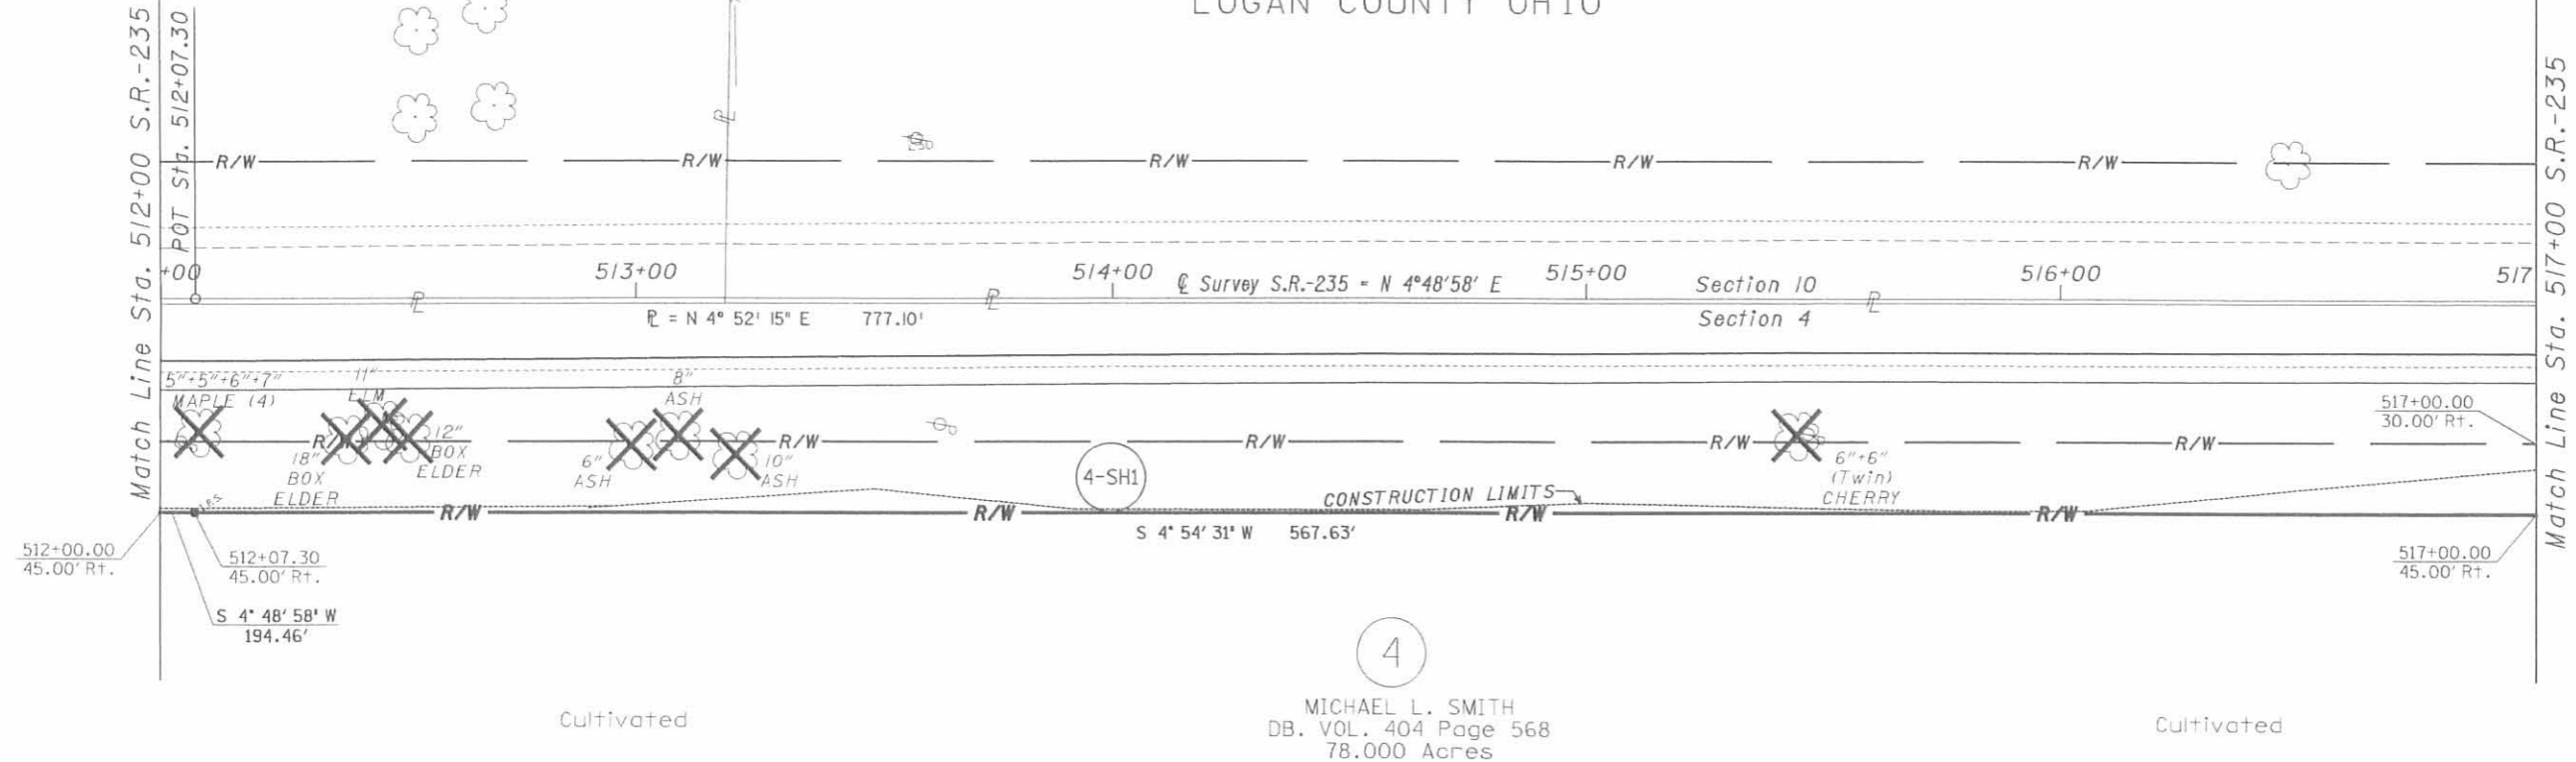 LOGAN COUNTY OHIO
Match Line Sta. 512+00 S.R.-235
POT Sta. 512+07.30
R/W R/W R/W R/W R/W
+00 513+00 514+00 515+00 516+00 517
℄ Survey S.R.-235 = N 4°48'58' E
Section 10
Section 4
PL = N 4° 52' 15" E 777.10'
PL PL PL PL
5"+5"+6"+7"
MAPLE (4)
11"
ELM
8"
ASH
12"
BOX
ELDER
18"
BOX
ELDER
6"
ASH
10"
ASH
6"+6"
(Twin)
CHERRY
R/W R/W R/W R/W R/W
4-SH1
CONSTRUCTION LIMITS
R/W R/W R/W R/W
S 4° 54' 31" W 567.63'
517+00.00
30.00' Rt.
512+00.00
45.00' Rt.
512+07.30
45.00' Rt.
517+00.00
45.00' Rt.
S 4° 48' 58" W
194.46'
Match Line Sta. 517+00 S.R.-235
4
MICHAEL L. SMITH
DB. VOL. 404 Page 568
78.000 Acres
Cultivated
Cultivated